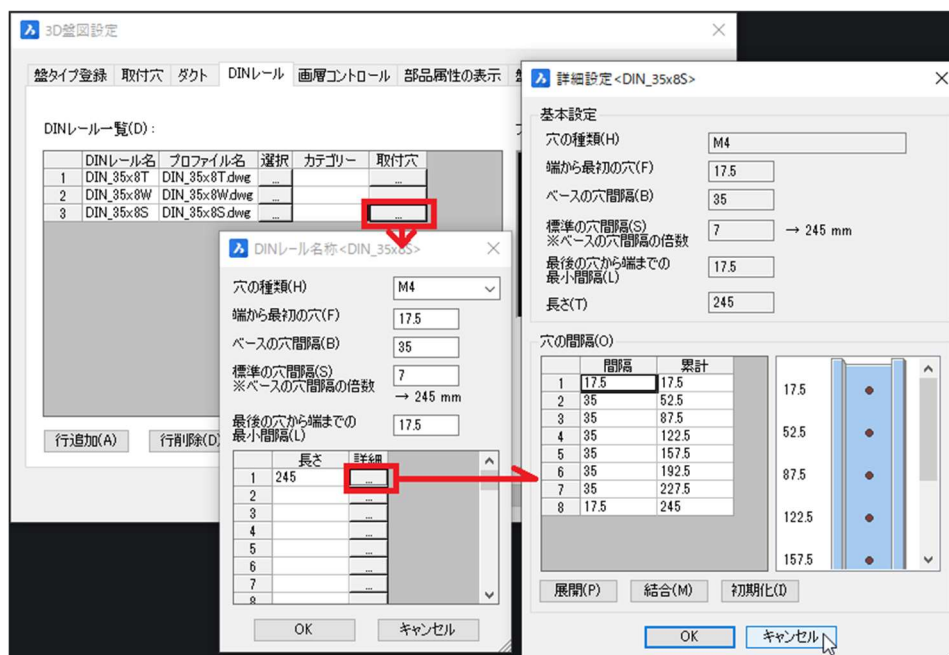 3D盤図設定
盤タイプ登録 取付穴 ダクト DINレール 画層コントロール 部品属性の表示
DINレール一覧(D):
DINレール名 プロファイル名 選択 カテゴリー 取付穴
1 DIN_35x8T DIN_35x8T.dwg ... ...
2 DIN_35x8W DIN_35x8W.dwg ...
3 DIN_35x8S DIN_35x8S.dwg ... ...
行追加(A) 行削除(D)
DINレール名称<DIN_35x8S>
穴の種類(H) M4
端から最初の穴(F) 17.5
ベースの穴間隔(B) 35
標準の穴間隔(S) 7
※ベースの穴間隔の倍数
→ 245 mm
最後の穴から端までの
最小間隔(L) 17.5
長さ 詳細
1 245 ...
2 ...
3 ...
4 ...
5 ...
6 ...
7 ...
8
OK キャンセル
詳細設定<DIN_35x8S>
基本設定
穴の種類(H) M4
端から最初の穴(F) 17.5
ベースの穴間隔(B) 35
標準の穴間隔(S) 7 → 245 mm
※ベースの穴間隔の倍数
最後の穴から端までの
最小間隔(L) 17.5
長さ(T) 245
穴の間隔(O)
間隔 累計
1 17.5 17.5
2 35 52.5
3 35 87.5
4 35 122.5
5 35 157.5
6 35 192.5
7 35 227.5
8 17.5 245
17.5
52.5
87.5
122.5
157.5
展開(P) 結合(M) 初期化(I)
OK キャンセル